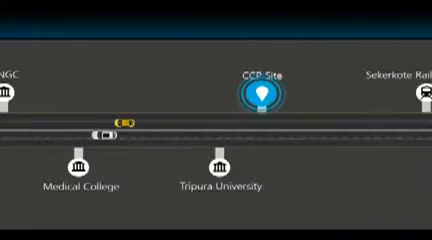 NGC
CCP Site
Sekerkote Rail
Medical College
Tripura University